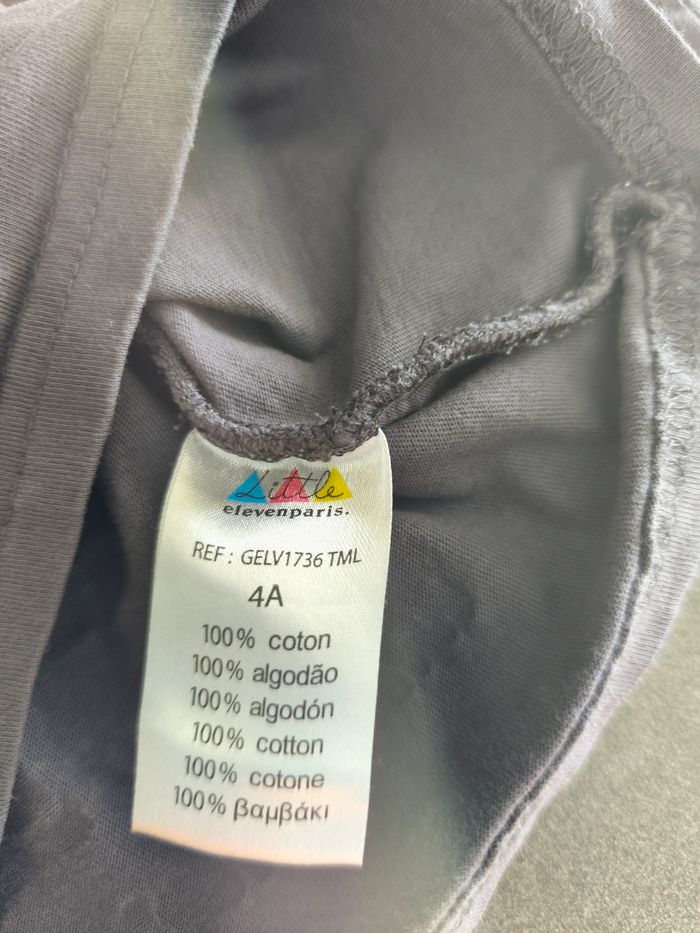 Little
elevenparis.
REF : GELV1736 TML
4A
100% coton
100% algodão
100% algodón
100% cotton
100% cotone
100% βαμβάκι